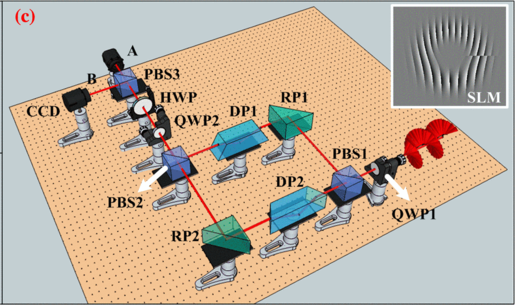 (c)
A
B
PBS3
CCD
HWP
QWP2
DP1
RP1
SLM
PBS1
PBS2
DP2
QWP1
RP2